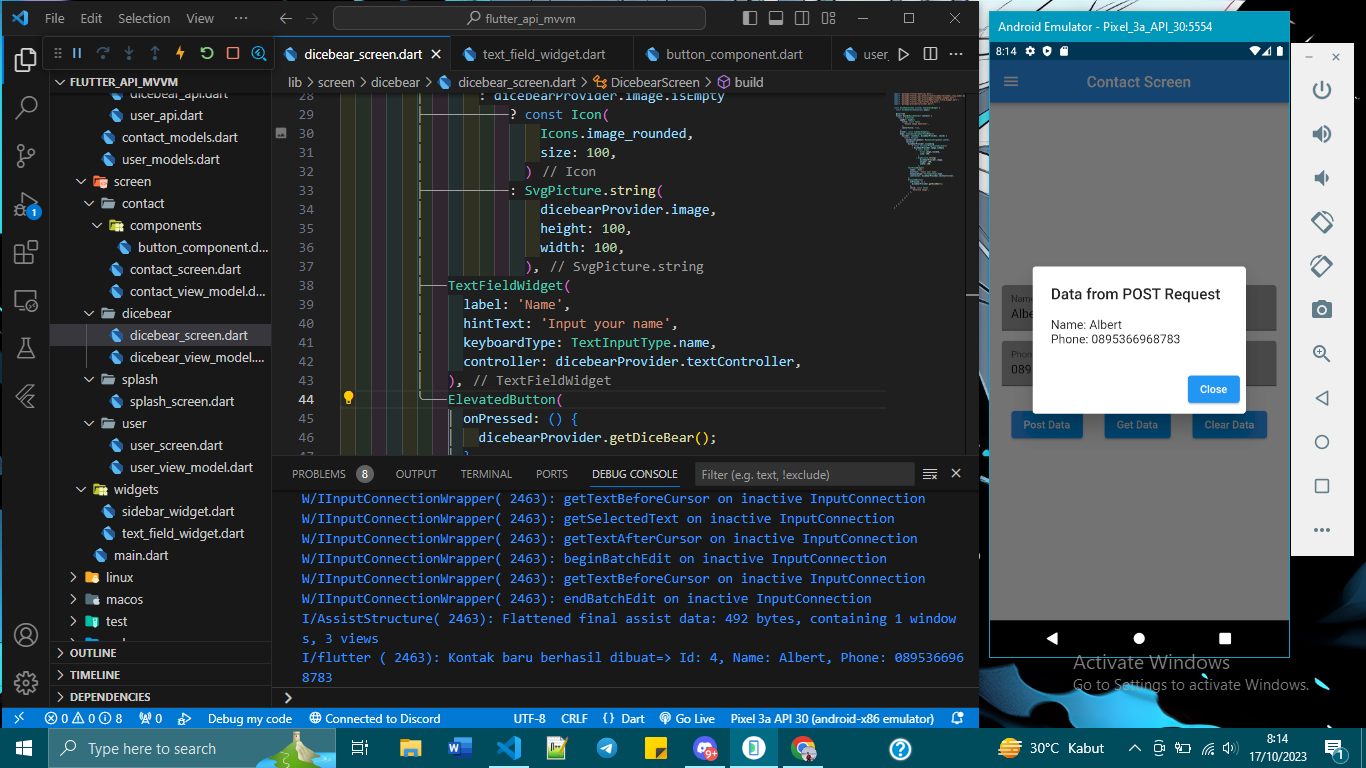 File Edit Selection View ··· flutter_api_mvvm
dicebear_screen.dart text_field_widget.dart button_component.dart user_
lib > screen > dicebear > dicebear_screen.dart > DicebearScreen > build
FLUTTER_API_MVVM
dicebear_api.dart
user_api.dart
contact_models.dart
user_models.dart
screen
contact
components
button_component.d...
contact_screen.dart
contact_view_model.d...
dicebear
dicebear_screen.dart
dicebear_view_model....
splash
splash_screen.dart
user
user_screen.dart
user_view_model.dart
widgets
sidebar_widget.dart
text_field_widget.dart
main.dart
linux
macos
test
OUTLINE
TIMELINE
DEPENDENCIES
1
28 : dicebearProvider.image.isEmpty
29 ? const Icon(
30 Icons.image_rounded,
31 size: 100,
32 ) // Icon
33 : SvgPicture.string(
34 dicebearProvider.image,
35 height: 100,
36 width: 100,
37 ), // SvgPicture.string
38 TextFieldWidget(
39 label: 'Name',
40 hintText: 'Input your name',
41 keyboardType: TextInputType.name,
42 controller: dicebearProvider.textController,
43 ), // TextFieldWidget
44 ElevatedButton(
45 onPressed: () {
46 dicebearProvider.getDiceBear();
PROBLEMS 8 OUTPUT TERMINAL PORTS DEBUG CONSOLE Filter (e.g. text, !exclude)
W/IInputConnectionWrapper( 2463): getTextBeforeCursor on inactive InputConnection
W/IInputConnectionWrapper( 2463): getSelectedText on inactive InputConnection
W/IInputConnectionWrapper( 2463): getTextAfterCursor on inactive InputConnection
W/IInputConnectionWrapper( 2463): beginBatchEdit on inactive InputConnection
W/IInputConnectionWrapper( 2463): getTextBeforeCursor on inactive InputConnection
W/IInputConnectionWrapper( 2463): endBatchEdit on inactive InputConnection
I/AssistStructure( 2463): Flattened final assist data: 492 bytes, containing 1 window
s, 3 views
I/flutter ( 2463): Kontak baru berhasil dibuat=> Id: 4, Name: Albert, Phone: 089536696
8783
0 0 8 0 Debug my code Connected to Discord UTF-8 CRLF {} Dart Go Live Pixel 3a API 30 (android-x86 emulator)
Android Emulator - Pixel_3a_API_30:5554
8:14
Contact Screen
Name
Albe
Phon
089
Data from POST Request
Name: Albert
Phone: 0895366968783
Close
Post Data Get Data Clear Data
Activate Windows
Go to Settings to activate Windows.
Type here to search
9+
30°C Kabut
8:14
17/10/2023
1